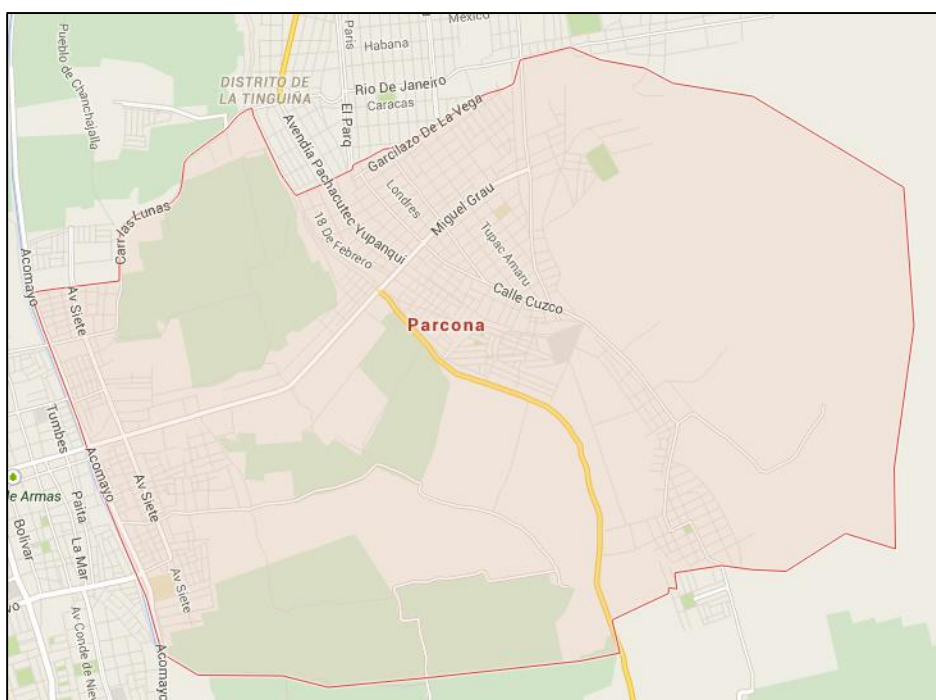 Mexico
Paris
Habana
Pueblo de Chanchajalla
DISTRITO DE
LA TINGUIÑA
Rio De Janeiro
Caracas
El Parq
Garcilazo De La Vega
Avendia Pachacutec Yupanqui
Londres
Miguel Grau
Carr las Lunas
18 De Febrero
Tupac Amaru
Acomayo
Av Siete
Calle Cuzco
Parcona
Tumbes
Acomayo
Av Siete
de Armas
Paita
Bolivar
La Mar
Av Siete
Av Conde de Niev
Acomayo